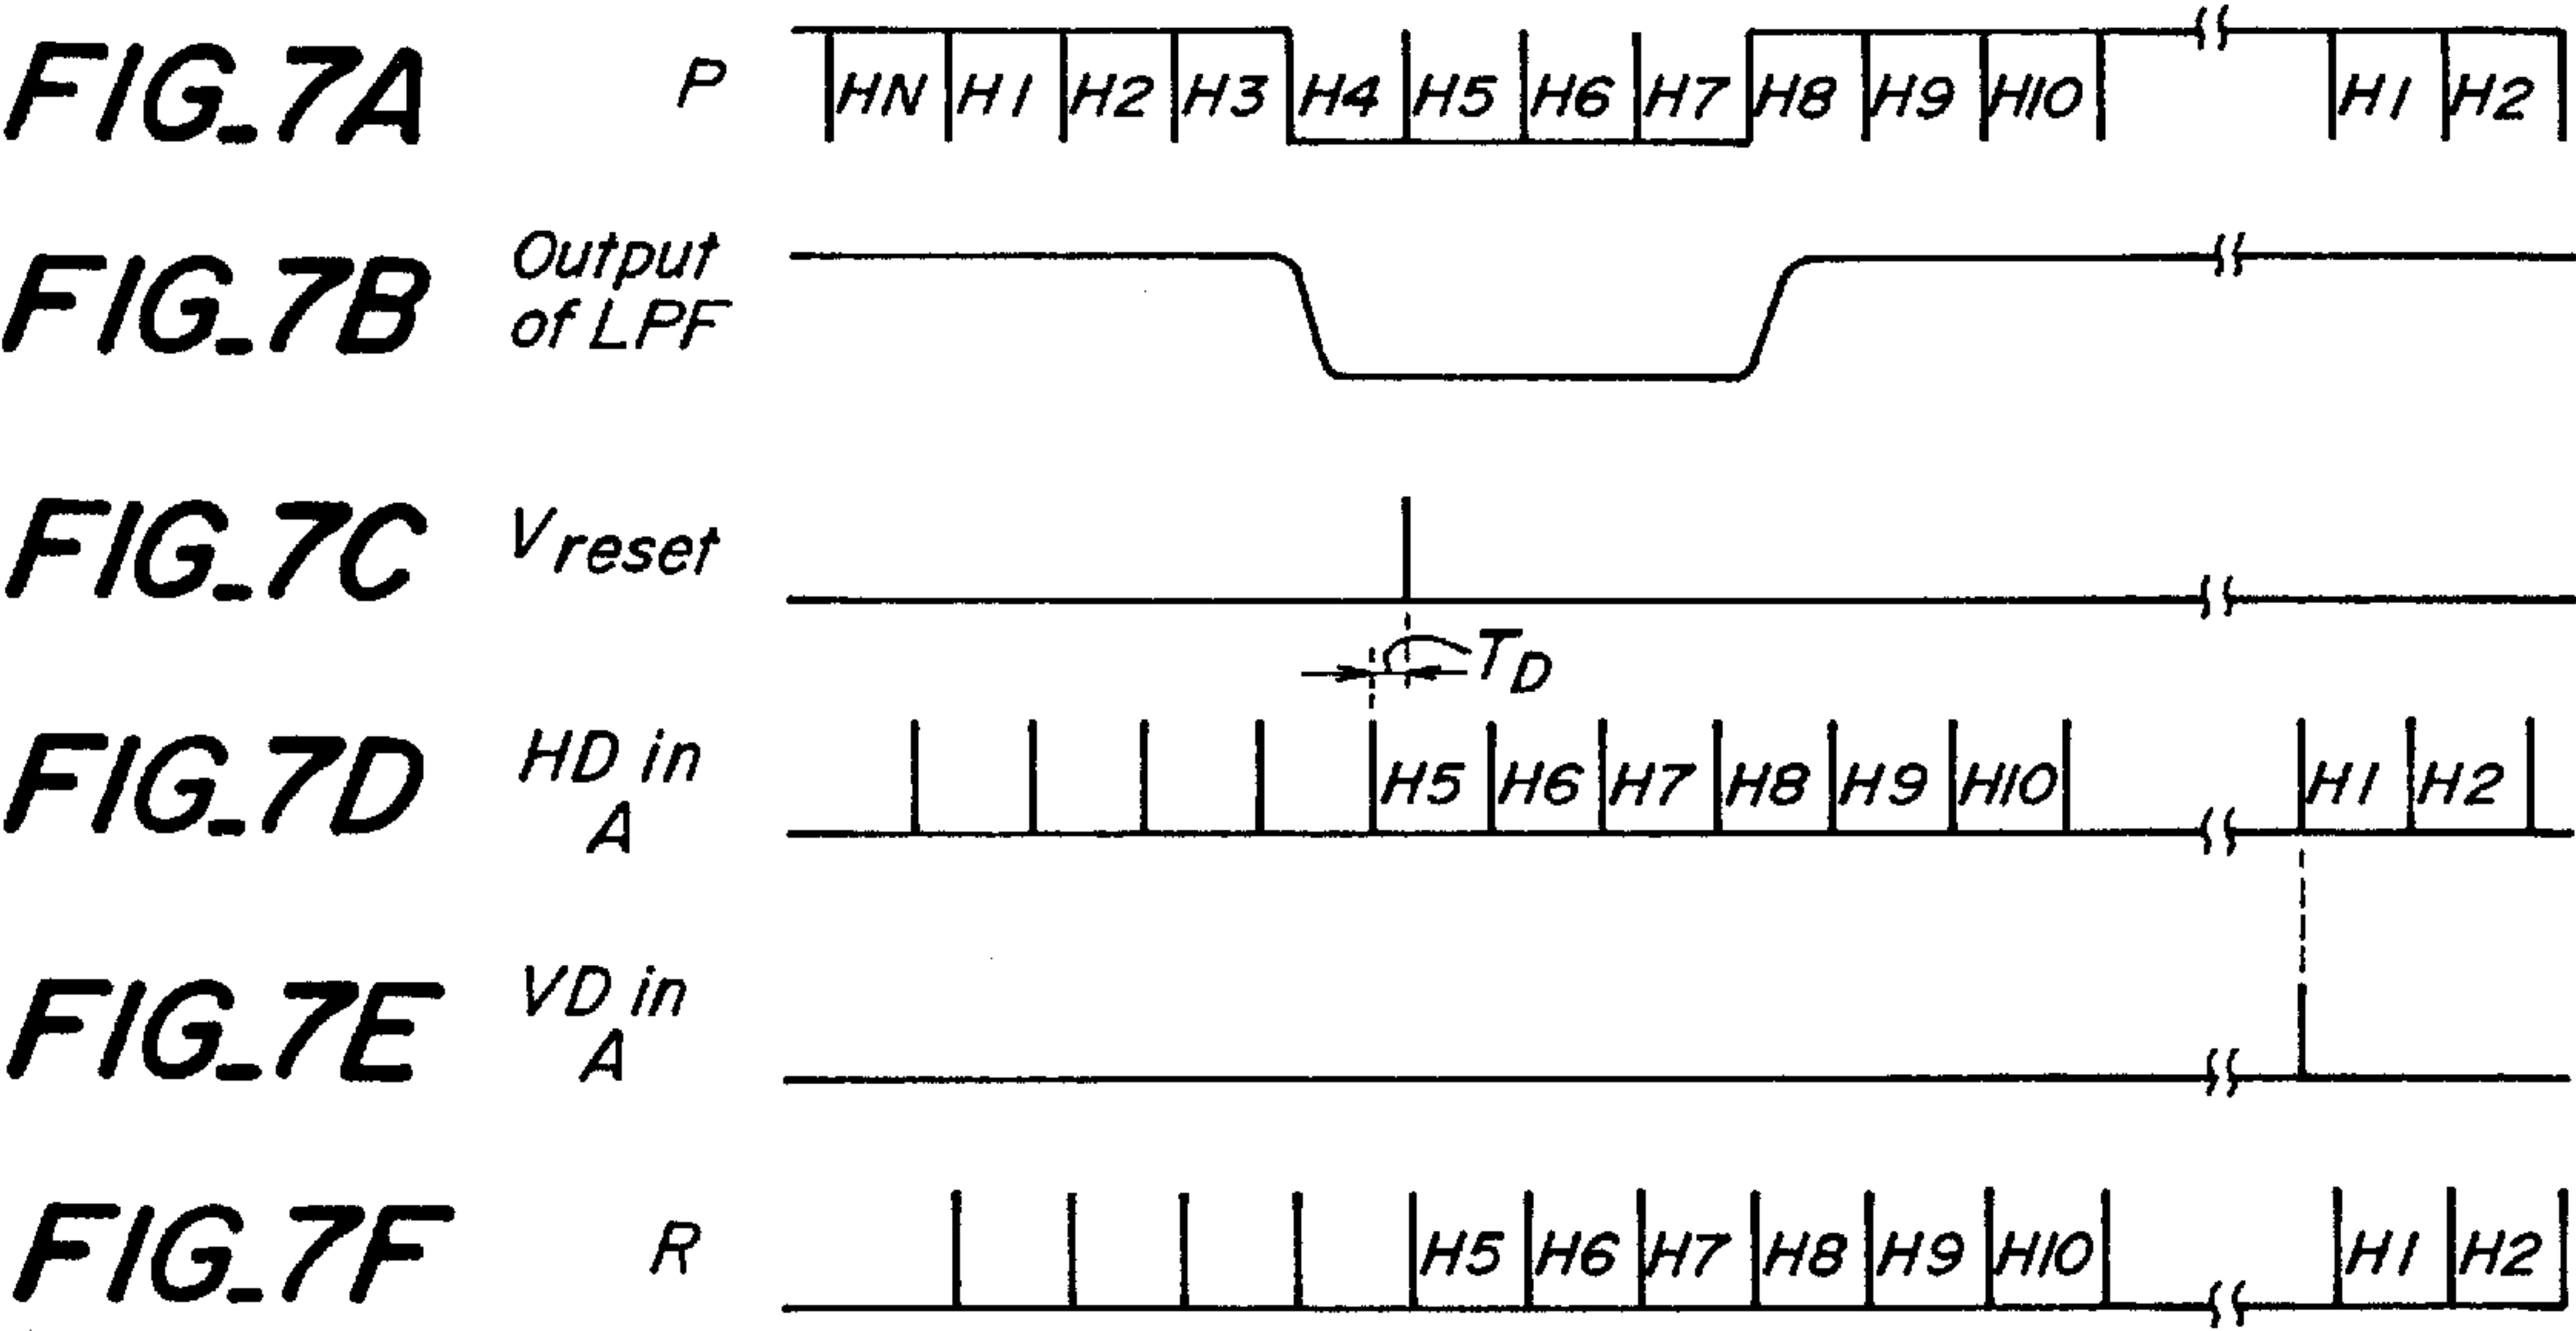 FIG_7A P HN H1 H2 H3 H4 H5 H6 H7 H8 H9 H10 H1 H2
FIG_7B Output of LPF
FIG_7C Vreset
TD
FIG_7D HD in A H5 H6 H7 H8 H9 H10 H1 H2
FIG_7E VD in A
FIG_7F R H5 H6 H7 H8 H9 H10 H1 H2